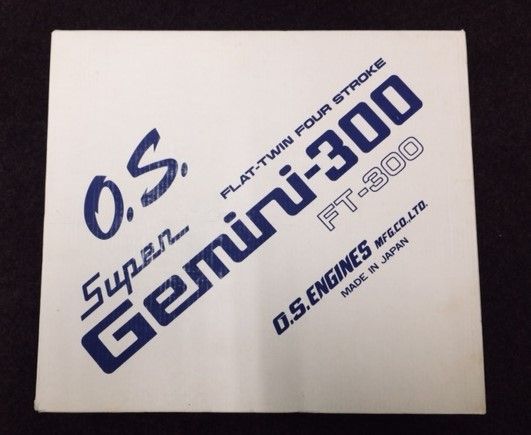 O.S.
FLAT-TWIN FOUR STROKE
Super
Gemini-300
FT-300
O.S. ENGINES MFG.CO.,LTD.
MADE IN JAPAN